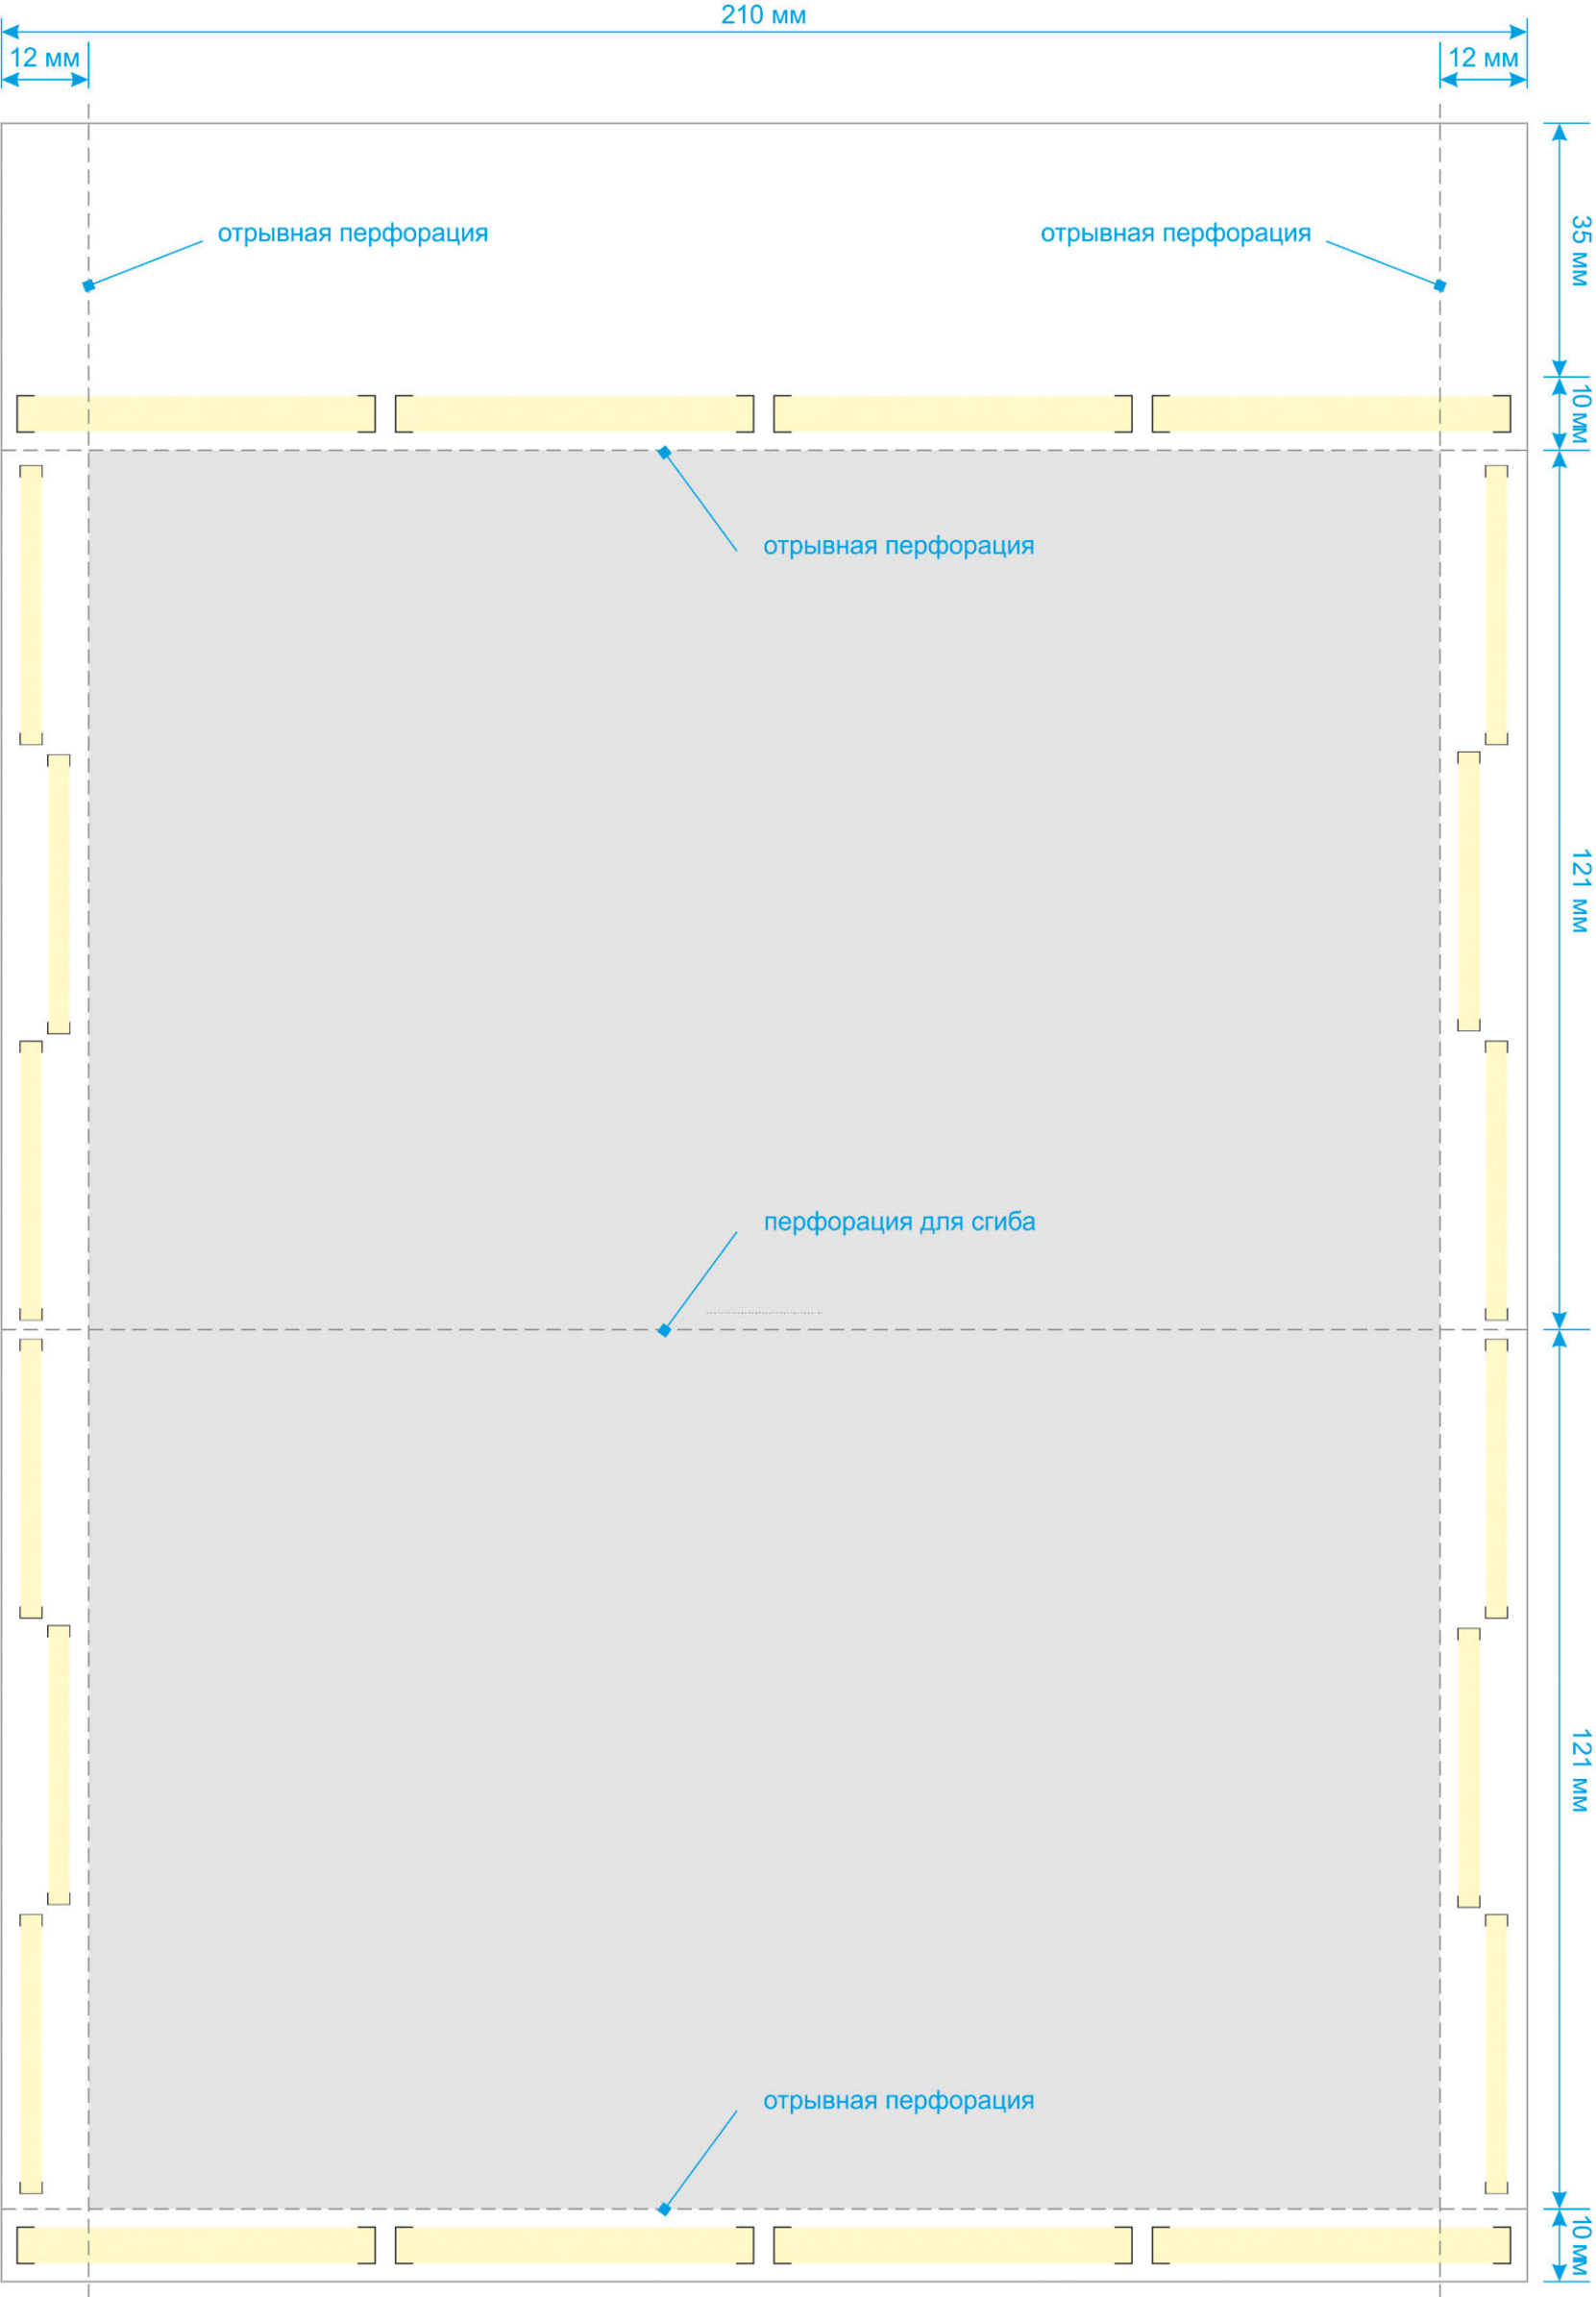 210 мм
12 мм
12 мм
отрывная перфорация
отрывная перфорация
35 мм
10 мм
отрывная перфорация
121 мм
перфорация для сгиба
121 мм
отрывная перфорация
10 мм